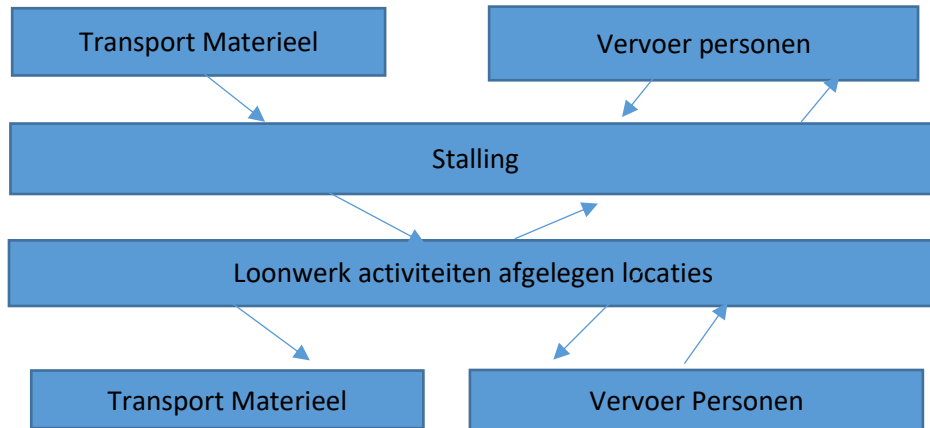 Transport Materieel
Vervoer personen
Stalling
Loonwerk activiteiten afgelegen locaties
Transport Materieel
Vervoer Personen